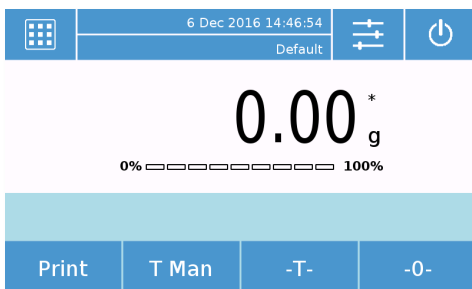 6 Dec 2016 14:46:54
Default
0.00 * g
0% 100%
Print T Man -T- -0-